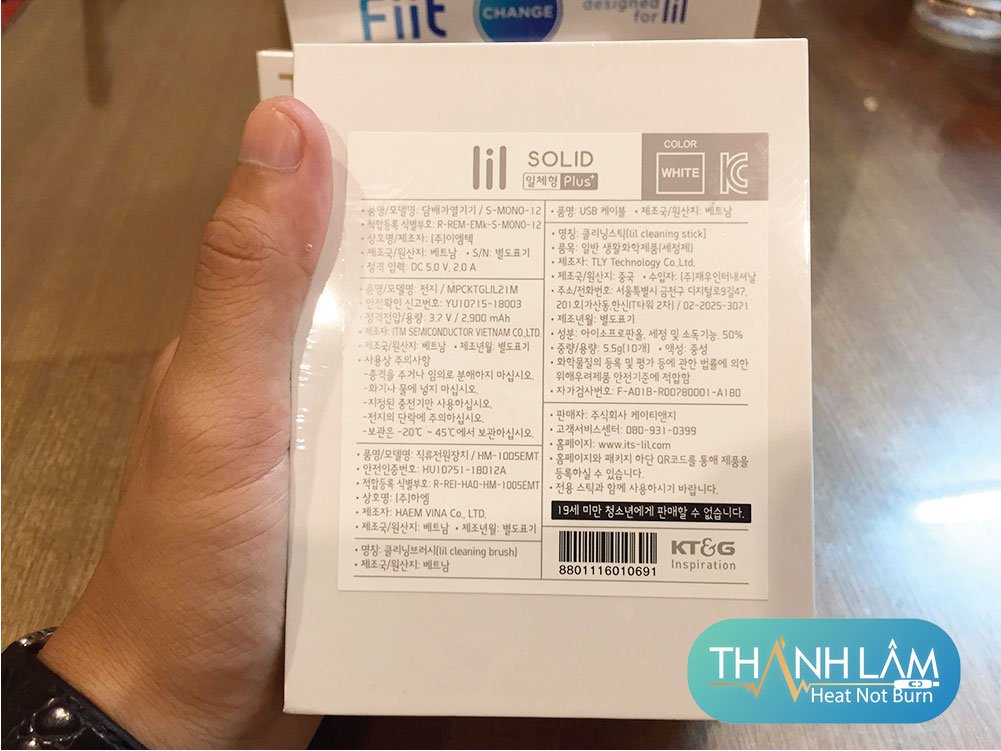 Fiit
CHANGE
designed
for lil
lil SOLID
일체형 Plus+
COLOR
WHITE
• 품명/모델명: 담배가열기기 / S-MONO-12
• 적합등록 식별부호: R-REM-EMk-S-MONO-12
• 상호명/제조자: (주)이엠텍
• 제조국/원산지: 베트남 • S/N: 별도표기
• 정격 입력: DC 5.0 V, 2.0 A
• 품명/모델명: 전지 / MPCKTGLIL21M
• 안전확인 신고번호: YU10715-18003
• 정격전압/용량: 3.7 V / 2,900 mAh
• 제조자: ITM SEMICONDUCTOR VIETNAM CO.,LTD
• 제조국/원산지: 베트남 • 제조년월: 별도표기
• 사용상 주의사항
-충격을 주거나 임의로 분해하지 마십시오.
-화기나 물에 넣지 마십시오.
-지정된 충전기만 사용하십시오.
-전지의 단락에 주의하십시오.
-보관은 -20℃ ~ 45℃에서 보관하십시오.
• 품명/모델명: 직류전원장치 / HM-1005EMT
• 안전인증번호: HU10751-18012A
• 적합등록 식별부호: R-REI-HAD-HM-1005EMT
• 상호명: (주)하엠
• 제조자: HAEM VINA Co., LTD.
• 제조국/원산지: 베트남 • 제조년월: 별도표기
• 명칭: 클리닝브러시(lil cleaning brush)
• 제조국/원산지: 베트남
• 품명: USB 케이블 • 제조국/원산지: 베트남
• 명칭: 클리닝스틱(lil cleaning stick)
• 품목: 일반 생활화학제품(세정제)
• 제조자: TLY Technology Co.,Ltd.
• 제조국/원산지: 중국 • 수입자: (주)재우인터내셔날
• 주소/전화번호: 서울특별시 금천구 디지털로9길47,
201호(가산동,한신IT타워 2차) / 02-2025-3071
• 제조년월: 별도표기
• 성분: 아이소프로판올, 세정 및 소독기능, 50%
• 중량/용량: 5.5g(10개) • 액성: 중성
• 화학물질의 등록 및 평가 등에 관한 법률에 의한
위해우려제품 안전기준에 적합함
• 자가검사번호: F-A01B-R00780001-A180
• 판매자: 주식회사 케이티앤지
• 고객서비스센터: 080-931-0399
• 홈페이지: www.its-lil.com
• 홈페이지와 패키지 하단 QR코드를 통해 제품을
등록하실 수 있습니다.
• 전용 스틱과 함께 사용하시기 바랍니다.
19세 미만 청소년에게 판매할 수 없습니다.
8801116010691
KT&G
Inspiration
THANH LÂM
Heat Not Burn